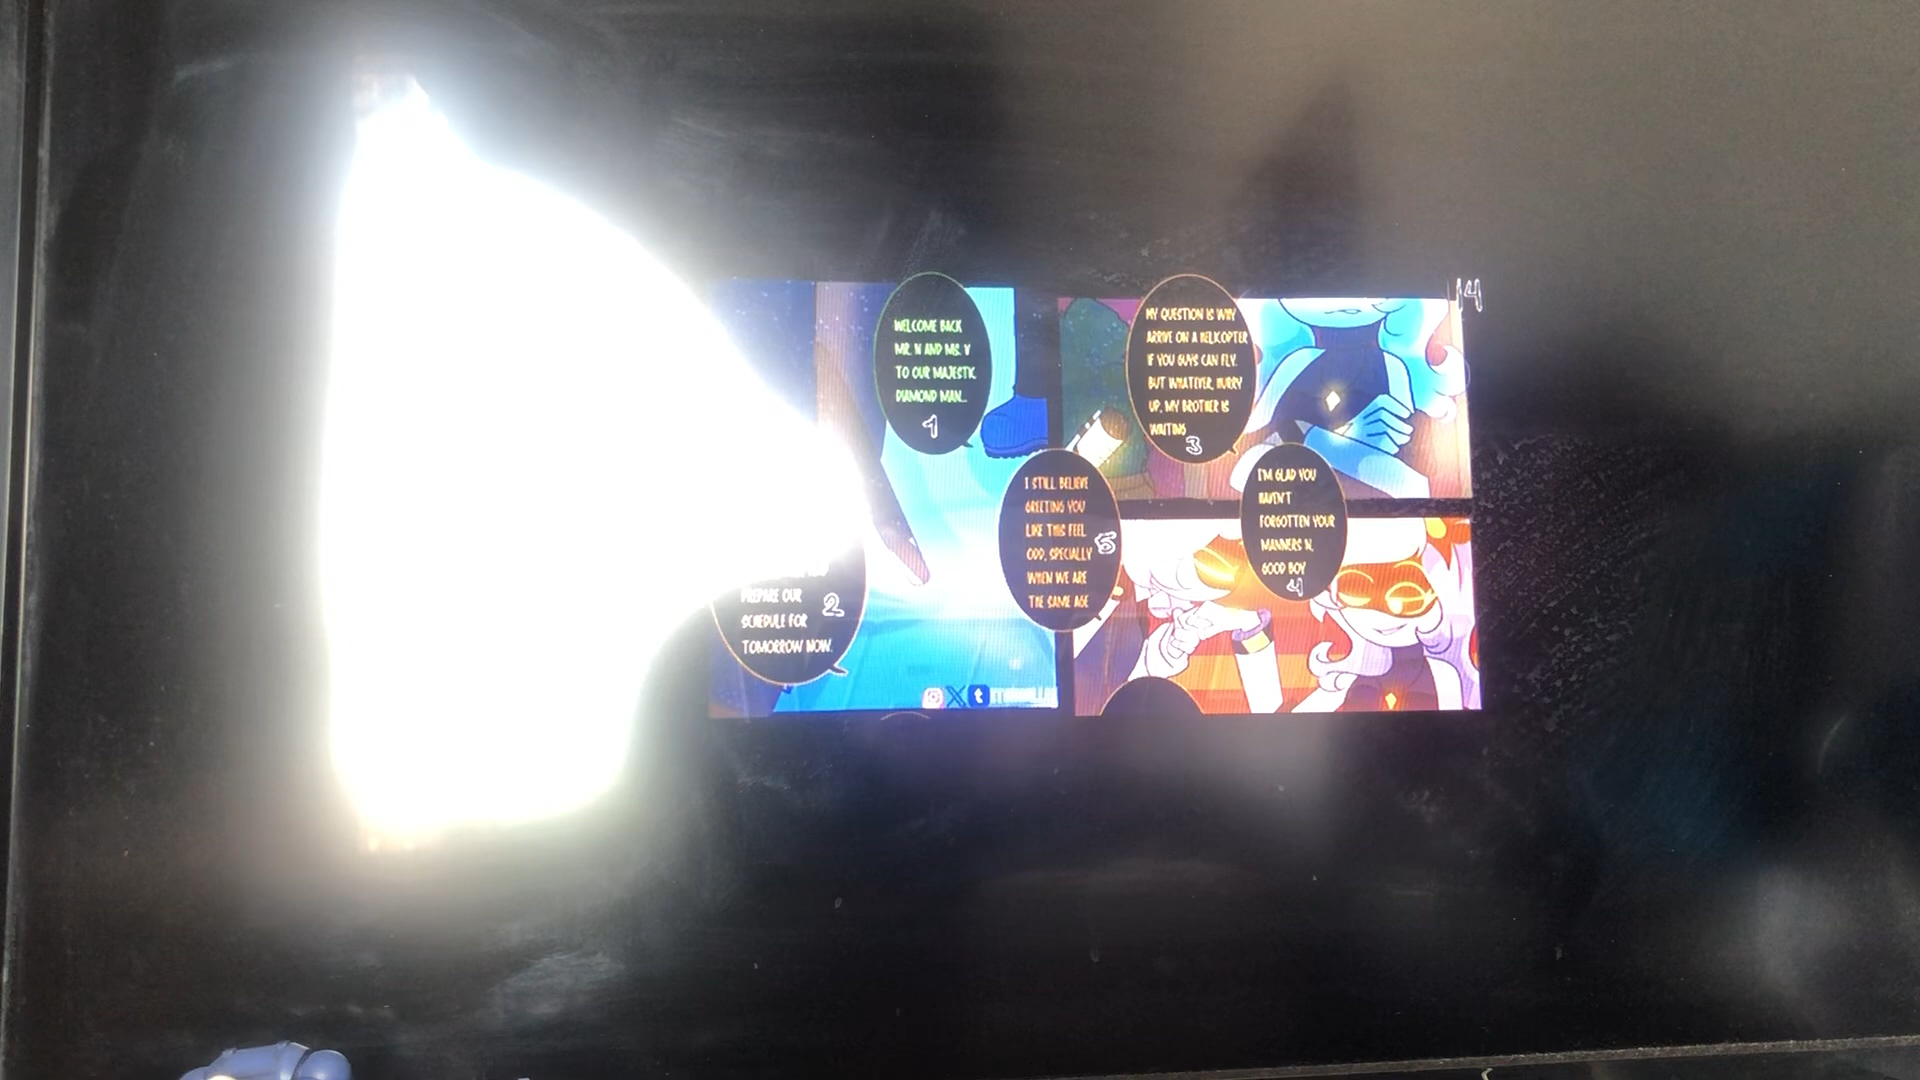 WELCOME BACK
MR. N AND MS. V
TO OUR MAJESTIC
DIAMOND MAN...
1
PREPARE OUR
SCHEDULE FOR
TOMORROW NOW.
2
MY QUESTION IS WHY
ARRIVE ON A HELICOPTER
IF YOU GUYS CAN FLY.
BUT WHATEVER, HURRY
UP, MY BROTHER IS
WAITING
3
I'M GLAD YOU
HAVEN'T
FORGOTTEN YOUR
MANNERS N,
GOOD BOY
4
I STILL BELIEVE
GREETING YOU
LIKE THIS FEEL
ODD, SPECIALLY
WHEN WE ARE
THE SAME AGE
5
14